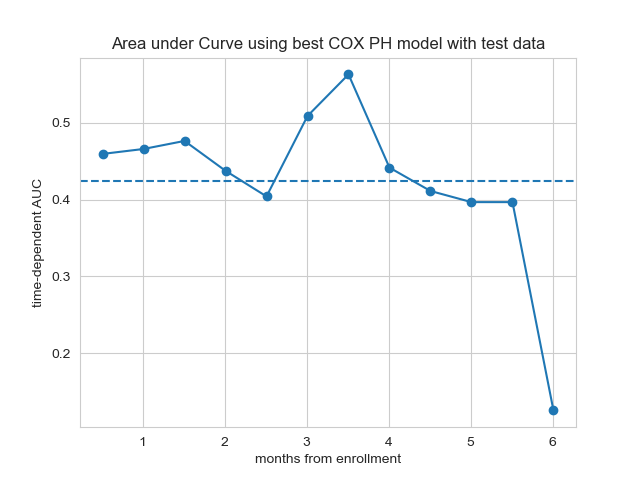 Area under Curve using best COX PH model with test data
time-dependent AUC
0.5
0.4
0.3
0.2
1 2 3 4 5 6
months from enrollment